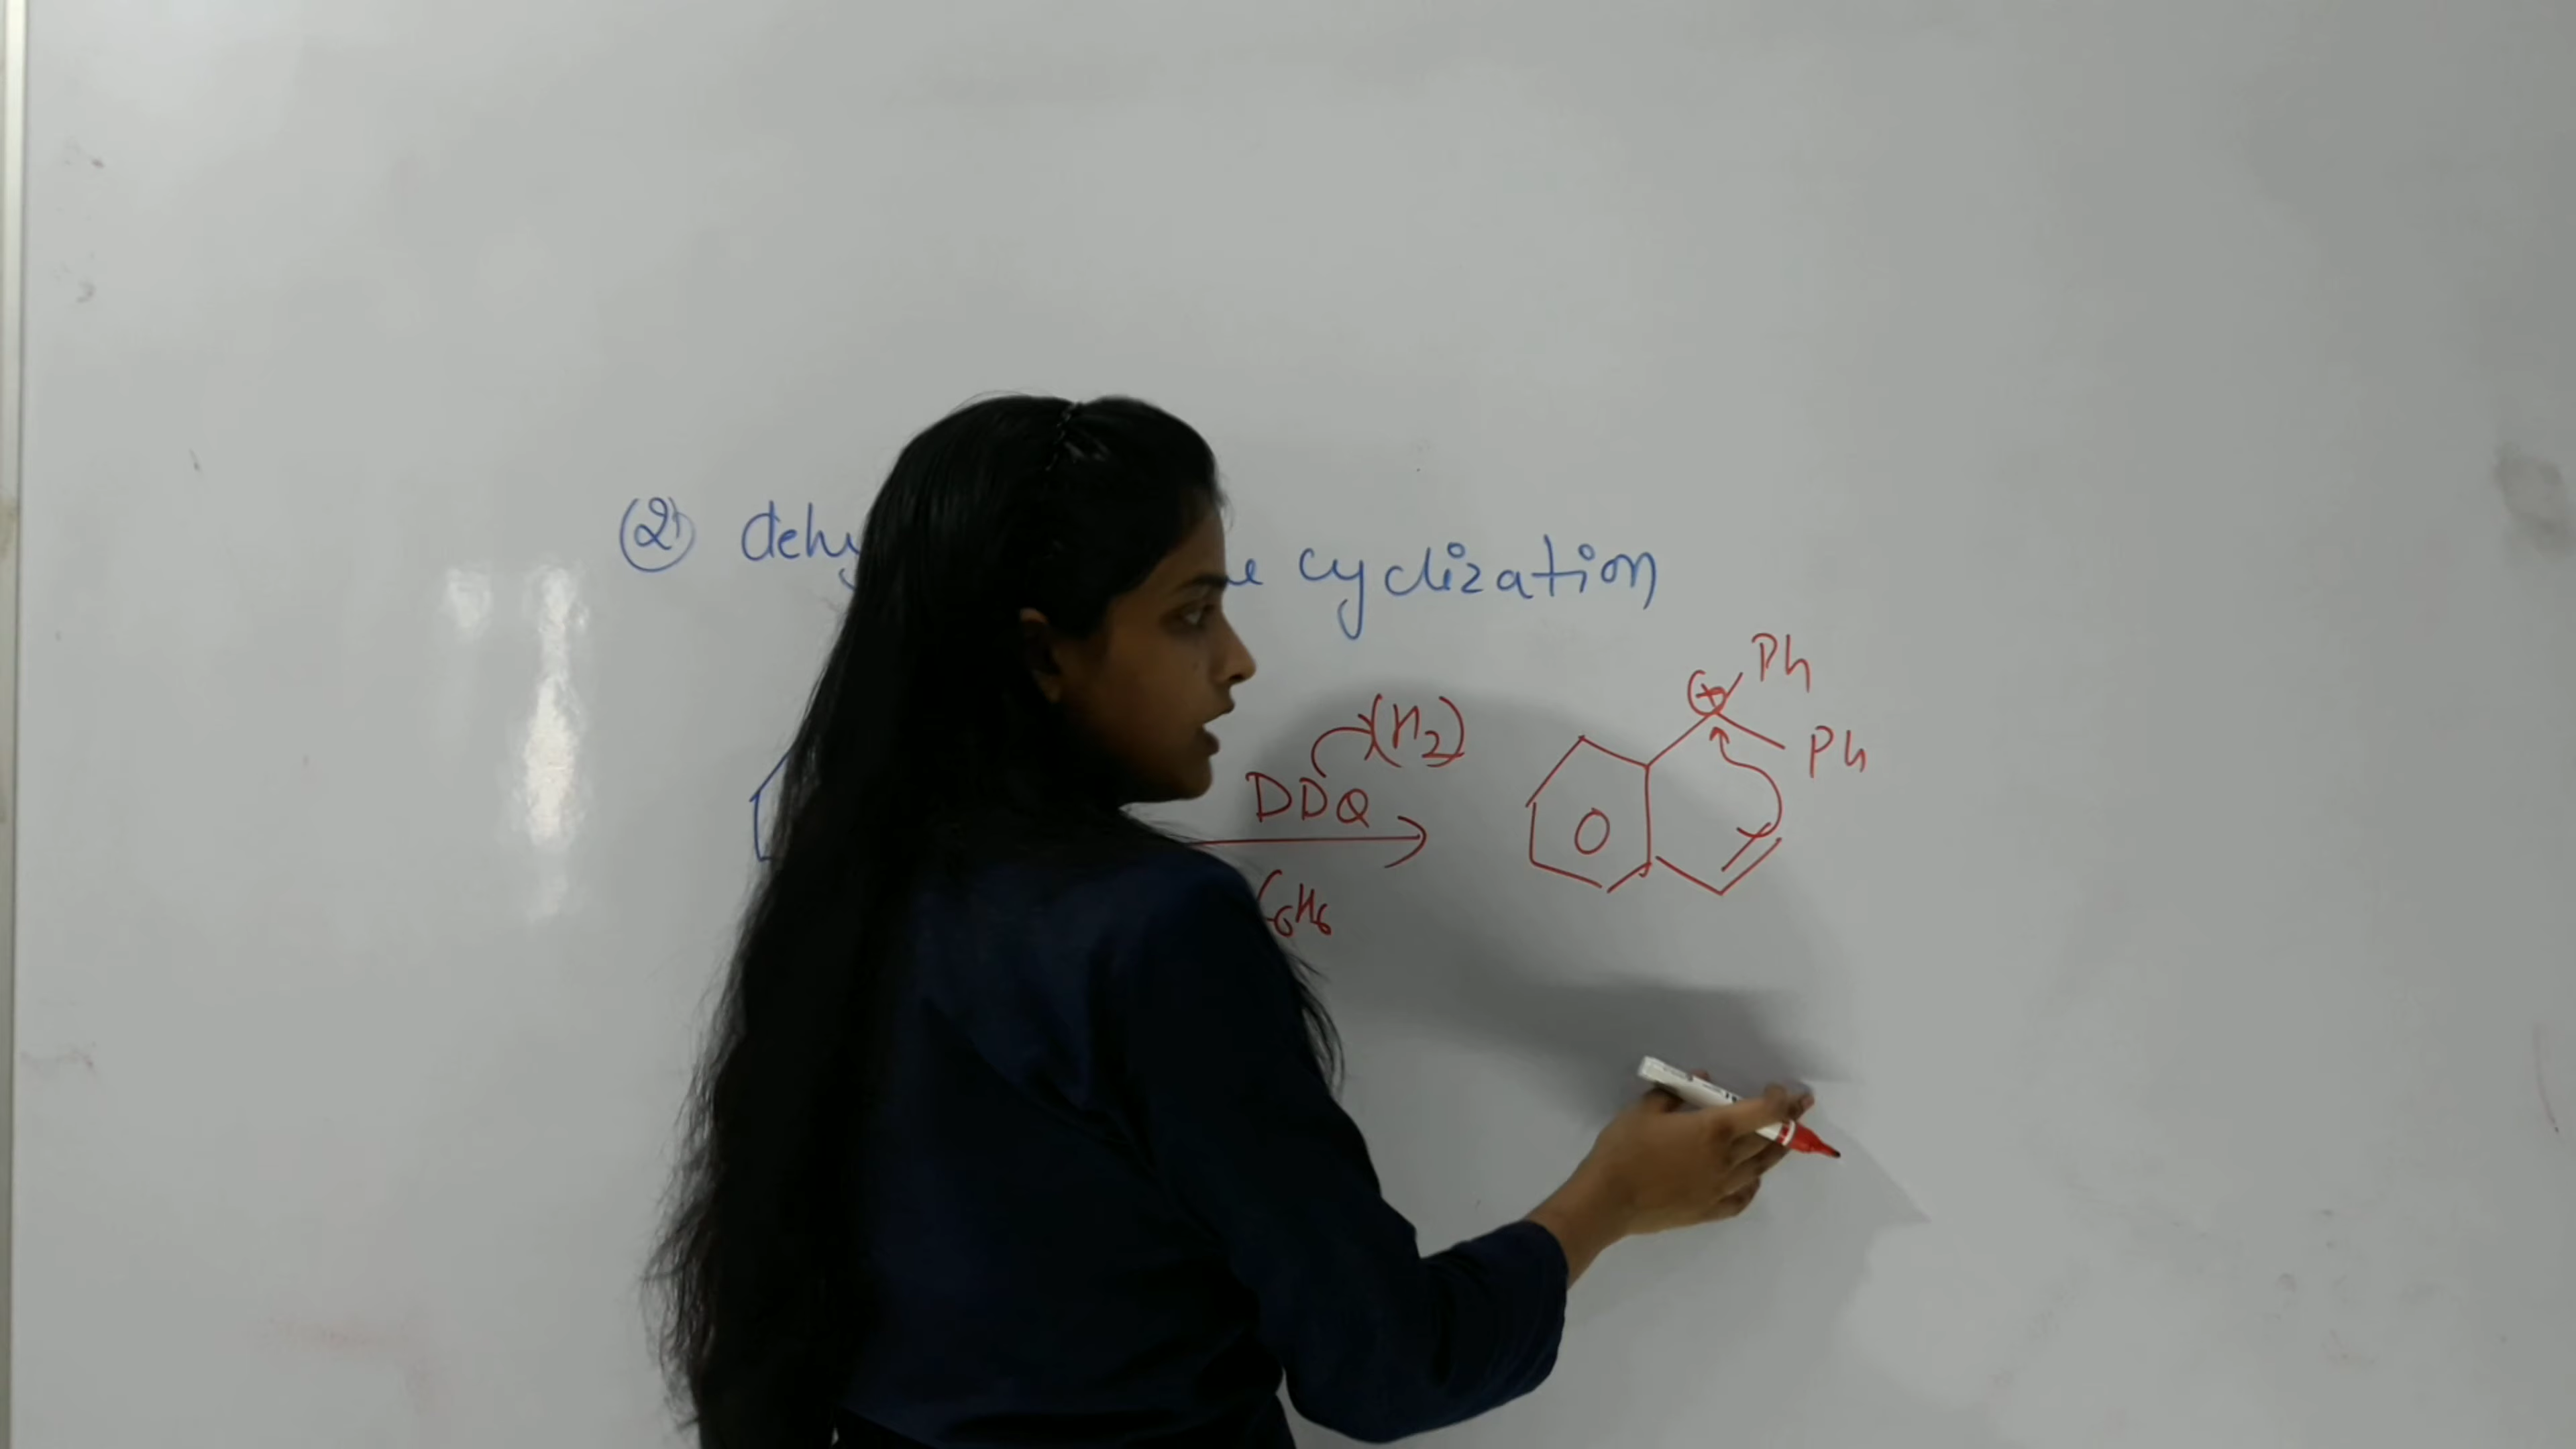 (2) dehy cyclization
Ph
(H2)
Ph
DDQ
C6H6